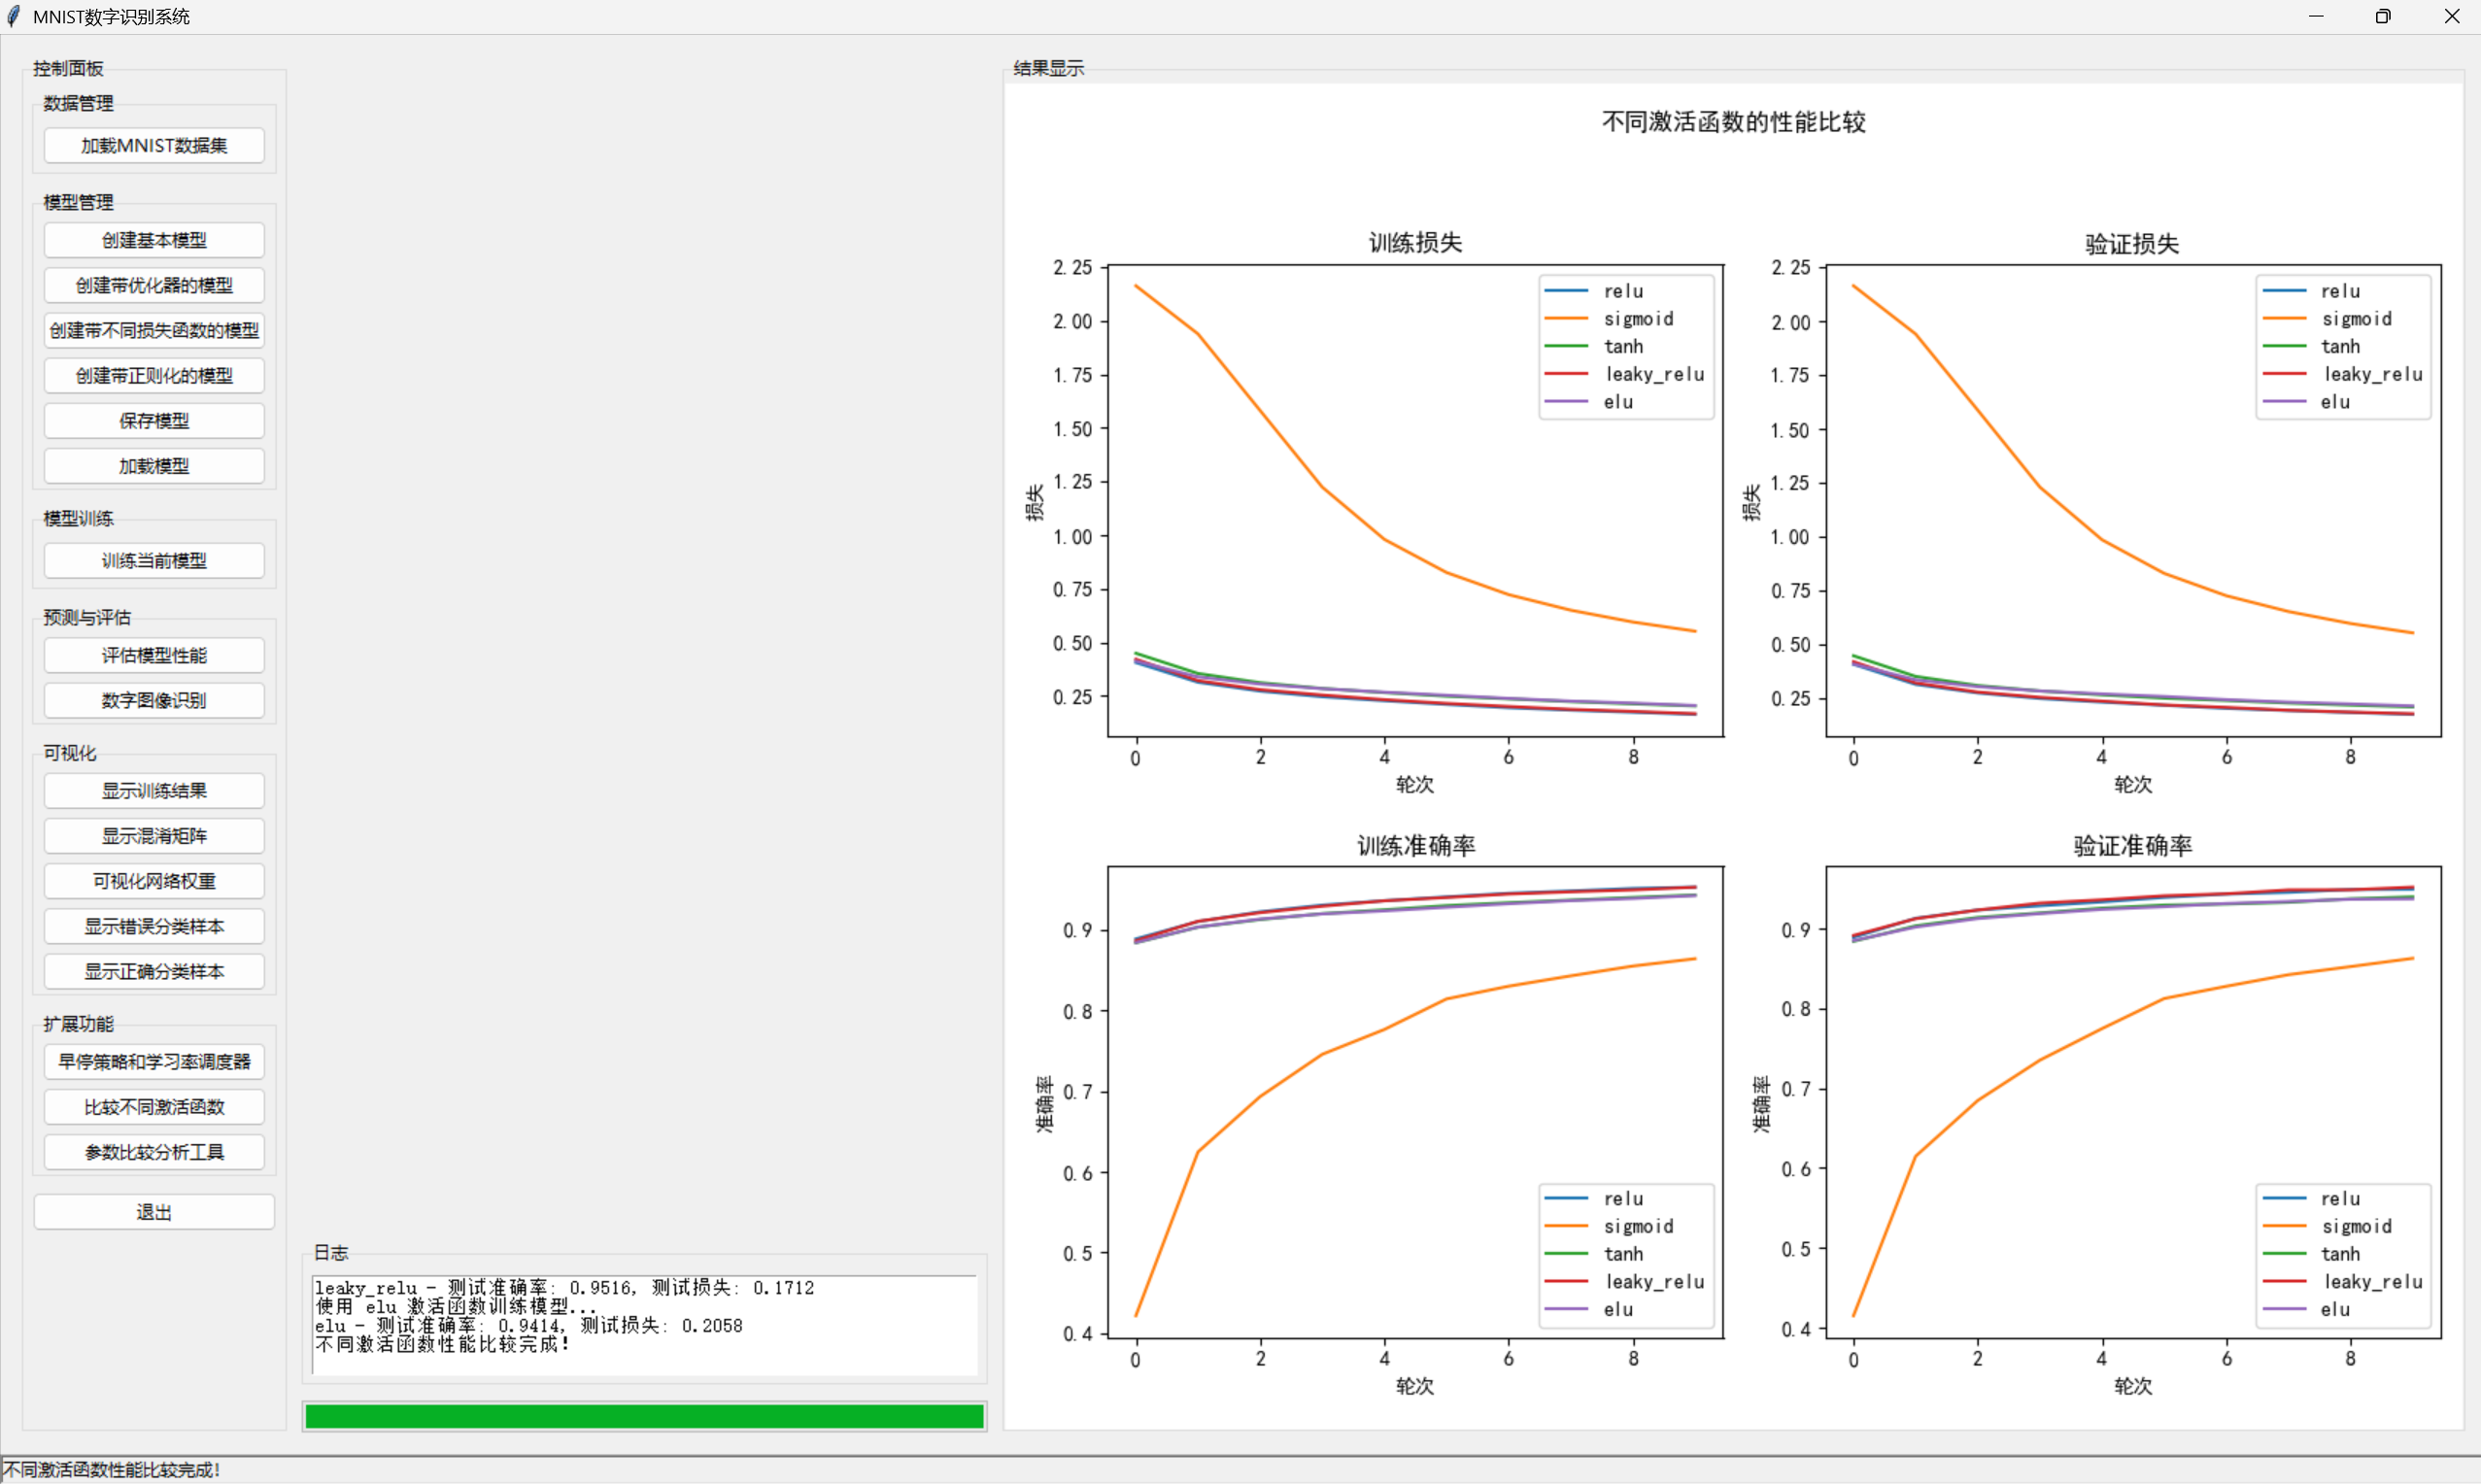 MNIST数字识别系统
控制面板
数据管理
加载MNIST数据集
模型管理
创建基本模型
创建带优化器的模型
创建带不同损失函数的模型
创建带正则化的模型
保存模型
加载模型
模型训练
训练当前模型
预测与评估
评估模型性能
数字图像识别
可视化
显示训练结果
显示混淆矩阵
可视化网络权重
显示错误分类样本
显示正确分类样本
扩展功能
早停策略和学习率调度器
比较不同激活函数
参数比较分析工具
退出
日志
leaky_relu - 测试准确率: 0.9516, 测试损失: 0.1712
使用 elu 激活函数训练模型...
elu - 测试准确率: 0.9414, 测试损失: 0.2058
不同激活函数性能比较完成!
结果显示
不同激活函数的性能比较
训练损失
2.25
2.00
1.75
1.50
1.25
1.00
0.75
0.50
0.25
损失
relu
sigmoid
tanh
leaky_relu
elu
0 2 4 6 8
轮次
验证损失
2.25
2.00
1.75
1.50
1.25
1.00
0.75
0.50
0.25
损失
relu
sigmoid
tanh
leaky_relu
elu
0 2 4 6 8
轮次
训练准确率
0.9
0.8
0.7
0.6
0.5
0.4
准确率
relu
sigmoid
tanh
leaky_relu
elu
0 2 4 6 8
轮次
验证准确率
0.9
0.8
0.7
0.6
0.5
0.4
准确率
relu
sigmoid
tanh
leaky_relu
elu
0 2 4 6 8
轮次
不同激活函数性能比较完成!